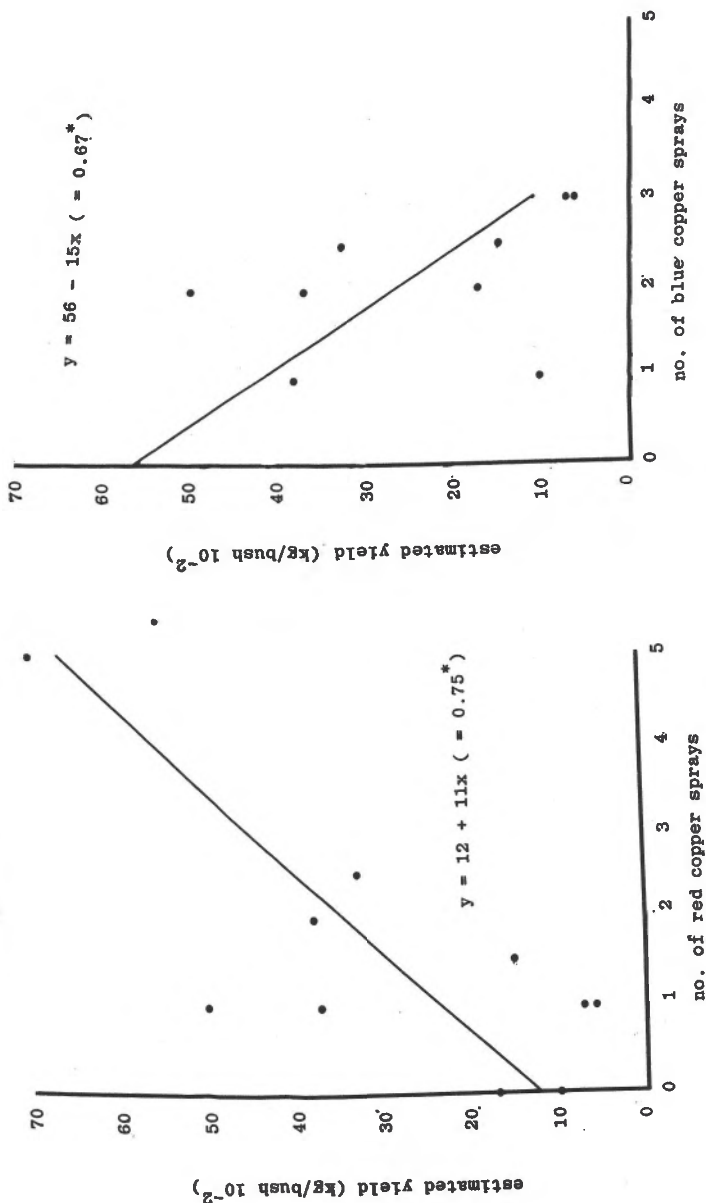 estimated yield (kg/bush 10⁻²)
70
60
50
40
30
20
10
0
y = 12 + 11x ( = 0.75*)
0 1 2 3 4 5
no. of red copper sprays
estimated yield (kg/bush 10⁻²)
70
60
50
40
30
20
10
0
y = 56 - 15x ( = 0.67*)
0 1 2 3 4 5
no. of blue copper sprays